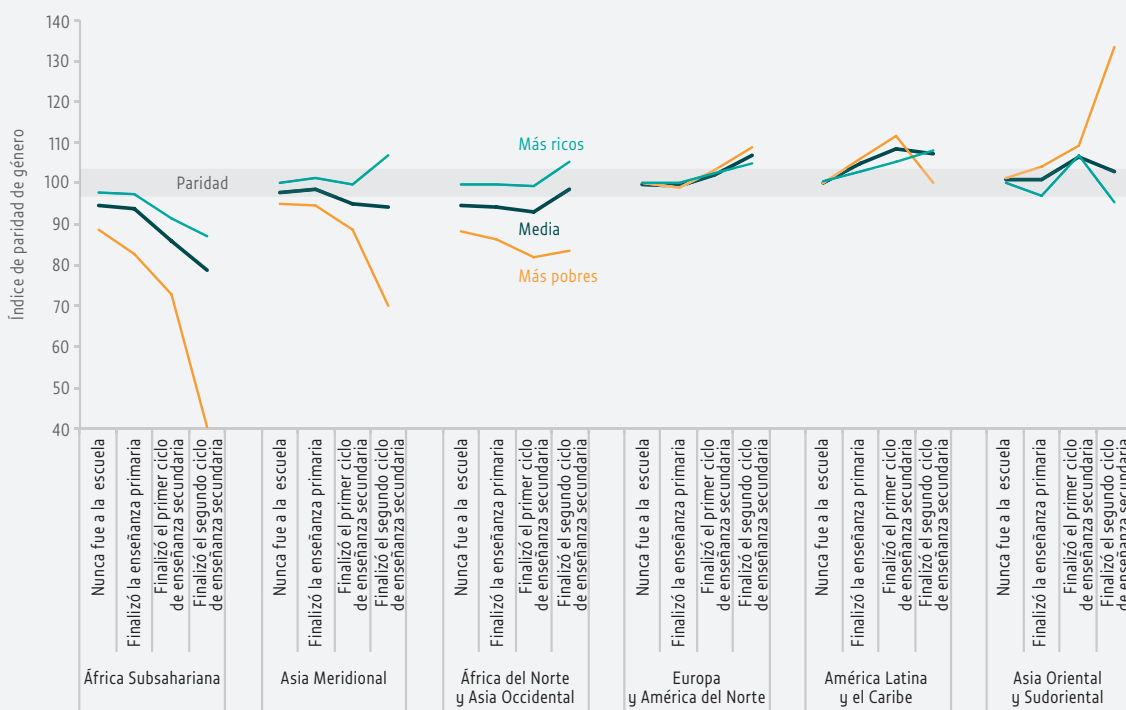 140
130
120
110
100
90
80
70
60
50
40
Índice de paridad de género
Paridad
Más ricos
Media
Más pobres
Nunca fue a la escuela
Finalizó la enseñanza primaria
Finalizó el primer ciclo
de enseñanza secundaria
Finalizó el segundo ciclo
de enseñanza secundaria
África Subsahariana
Nunca fue a la escuela
Finalizó la enseñanza primaria
Finalizó el primer ciclo
de enseñanza secundaria
Finalizó el segundo ciclo
de enseñanza secundaria
Asia Meridional
Nunca fue a la escuela
Finalizó la enseñanza primaria
Finalizó el primer ciclo
de enseñanza secundaria
Finalizó el segundo ciclo
de enseñanza secundaria
África del Norte
y Asia Occidental
Nunca fue a la escuela
Finalizó la enseñanza primaria
Finalizó el primer ciclo
de enseñanza secundaria
Finalizó el segundo ciclo
de enseñanza secundaria
Europa
y América del Norte
Nunca fue a la escuela
Finalizó la enseñanza primaria
Finalizó el primer ciclo
de enseñanza secundaria
Finalizó el segundo ciclo
de enseñanza secundaria
América Latina
y el Caribe
Nunca fue a la escuela
Finalizó la enseñanza primaria
Finalizó el primer ciclo
de enseñanza secundaria
Finalizó el segundo ciclo
de enseñanza secundaria
Asia Oriental
y Sudoriental